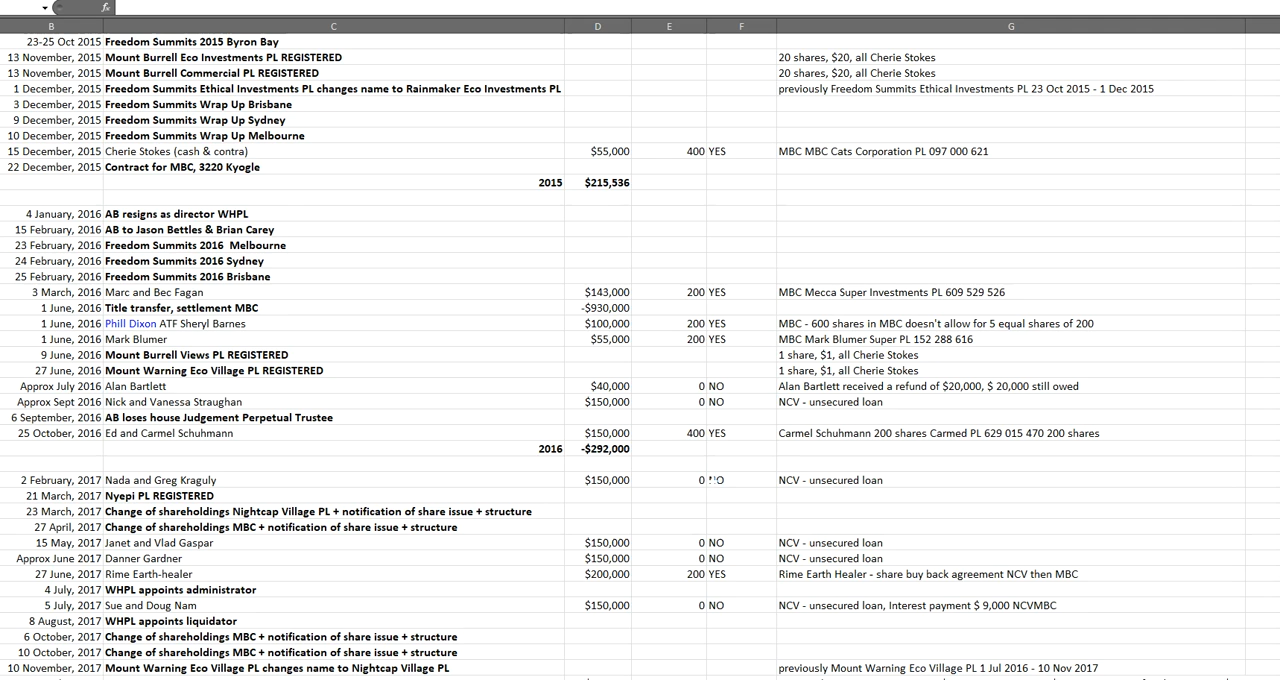 fx
B C D E F G
23-25 Oct 2015 Freedom Summits 2015 Byron Bay
13 November, 2015 Mount Burrell Eco Investments PL REGISTERED 20 shares, $20, all Cherie Stokes
13 November, 2015 Mount Burrell Commercial PL REGISTERED 20 shares, $20, all Cherie Stokes
1 December, 2015 Freedom Summits Ethical Investments PL changes name to Rainmaker Eco Investments PL previously Freedom Summits Ethical Investments PL 23 Oct 2015 - 1 Dec 2015
3 December, 2015 Freedom Summits Wrap Up Brisbane
9 December, 2015 Freedom Summits Wrap Up Sydney
10 December, 2015 Freedom Summits Wrap Up Melbourne
15 December, 2015 Cherie Stokes (cash & contra) $55,000 400 YES MBC MBC Cats Corporation PL 097 000 621
22 December, 2015 Contract for MBC, 3220 Kyogle
2015 $215,536
4 January, 2016 AB resigns as director WHPL
15 February, 2016 AB to Jason Bettles & Brian Carey
23 February, 2016 Freedom Summits 2016 Melbourne
24 February, 2016 Freedom Summits 2016 Sydney
25 February, 2016 Freedom Summits 2016 Brisbane
3 March, 2016 Marc and Bec Fagan $143,000 200 YES MBC Mecca Super Investments PL 609 529 526
1 June, 2016 Title transfer, settlement MBC -$930,000
1 June, 2016 Phill Dixon ATF Sheryl Barnes $100,000 200 YES MBC - 600 shares in MBC doesn't allow for 5 equal shares of 200
1 June, 2016 Mark Blumer $55,000 200 YES MBC Mark Blumer Super PL 152 288 616
9 June, 2016 Mount Burrell Views PL REGISTERED 1 share, $1, all Cherie Stokes
27 June, 2016 Mount Warning Eco Village PL REGISTERED 1 share, $1, all Cherie Stokes
Approx July 2016 Alan Bartlett $40,000 0 NO Alan Bartlett received a refund of $20,000, $ 20,000 still owed
Approx Sept 2016 Nick and Vanessa Straughan $150,000 0 NO NCV - unsecured loan
6 September, 2016 AB loses house Judgement Perpetual Trustee
25 October, 2016 Ed and Carmel Schuhmann $150,000 400 YES Carmel Schuhmann 200 shares Carmed PL 629 015 470 200 shares
2016 -$292,000
2 February, 2017 Nada and Greg Kraguly $150,000 0 NCV - unsecured loan
21 March, 2017 Nyepi PL REGISTERED
23 March, 2017 Change of shareholdings Nightcap Village PL + notification of share issue + structure
27 April, 2017 Change of shareholdings MBC + notification of share issue + structure
15 May, 2017 Janet and Vlad Gaspar $150,000 0 NO NCV - unsecured loan
Approx June 2017 Danner Gardner $150,000 0 NO NCV - unsecured loan
27 June, 2017 Rime Earth-healer $200,000 200 YES Rime Earth Healer - share buy back agreement NCV then MBC
4 July, 2017 WHPL appoints administrator
5 July, 2017 Sue and Doug Nam $150,000 0 NO NCV - unsecured loan, Interest payment $ 9,000 NCVMBC
8 August, 2017 WHPL appoints liquidator
6 October, 2017 Change of shareholdings MBC + notification of share issue + structure
10 October, 2017 Change of shareholdings MBC + notification of share issue + structure
10 November, 2017 Mount Warning Eco Village PL changes name to Nightcap Village PL previously Mount Warning Eco Village PL 1 Jul 2016 - 10 Nov 2017